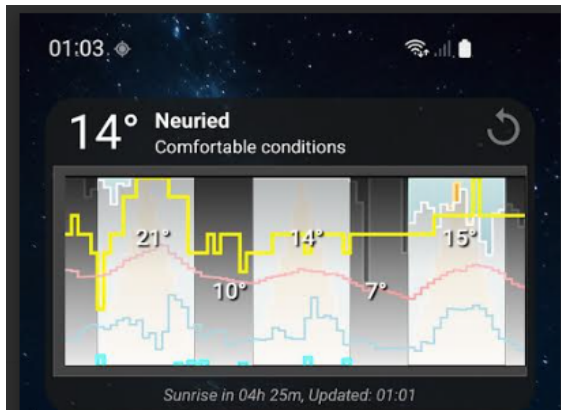 01:03
14° Neuried
Comfortable conditions
21° 14° 15°
10° 7°
Sunrise in 04h 25m, Updated: 01:01